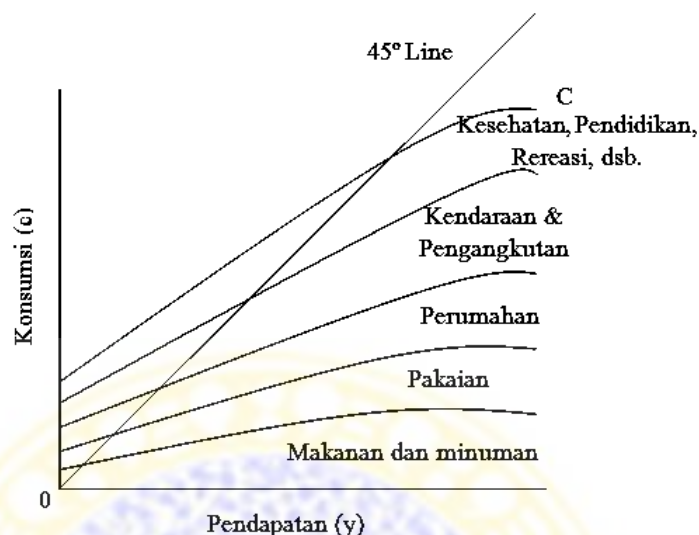 45° Line
C
Kesehatan, Pendidikan,
Rereasi, dsb.
Kendaraan &
Pengangkutan
Perumahan
Pakaian
Makanan dan minuman
Konsumsi (c)
0
Pendapatan (y)